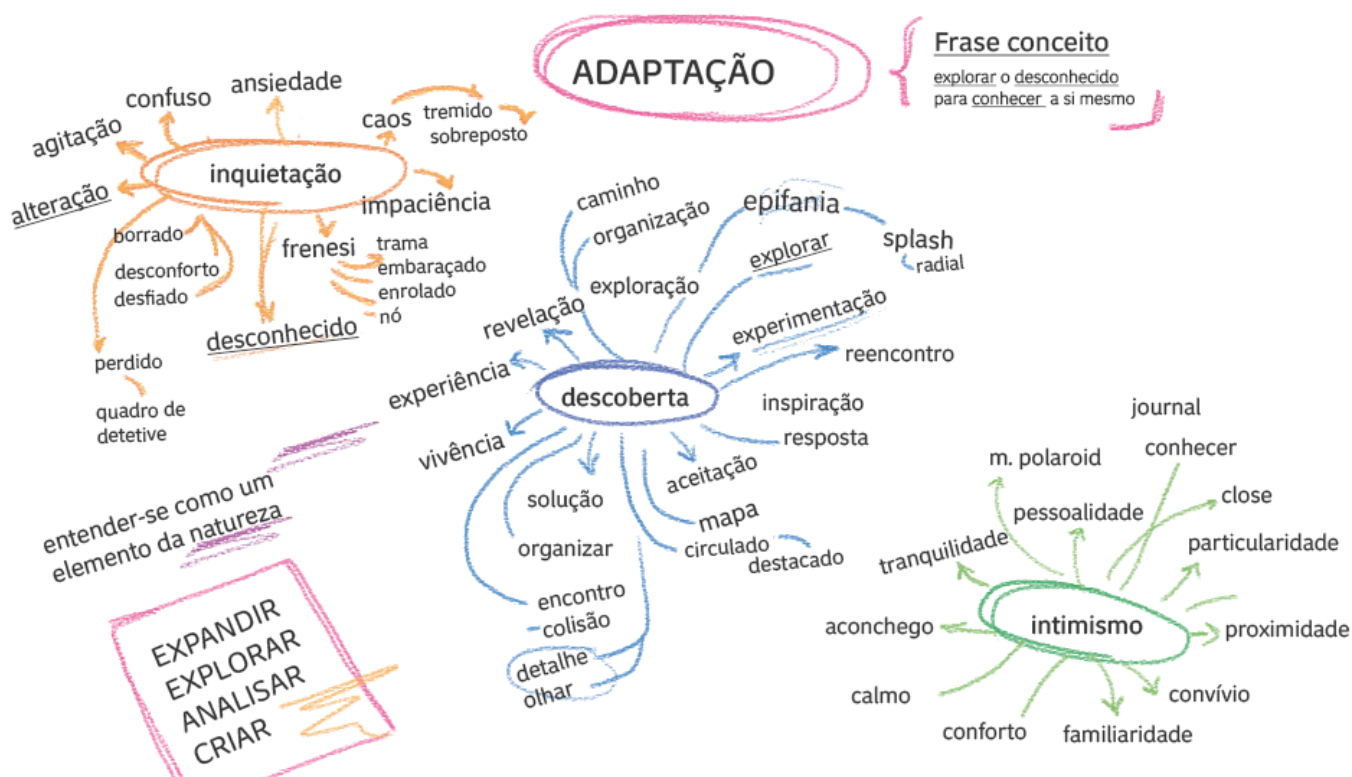 ADAPTAÇÃO
Frase conceito
explorar o desconhecido
para conhecer a si mesmo
inquietação
ansiedade
confuso
agitação
alteração
caos
tremido
sobreposto
impaciência
borrado
desconforto
desfiado
frenesi
trama
embaraçado
enrolado
nó
desconhecido
perdido
quadro de
detetive
descoberta
caminho
organização
exploração
epifania
splash
radial
explorar
experimentação
reencontro
revelação
experiência
vivência
inspiração
resposta
aceitação
solução
organizar
mapa
circulado
destacado
encontro
colisão
detalhe
olhar
entender-se como um
elemento da natureza
EXPANDIR
EXPLORAR
ANALISAR
CRIAR
intimismo
journal
conhecer
m. polaroid
close
pessoalidade
particularidade
tranquilidade
aconchego
proximidade
calmo
convívio
conforto
familiaridade